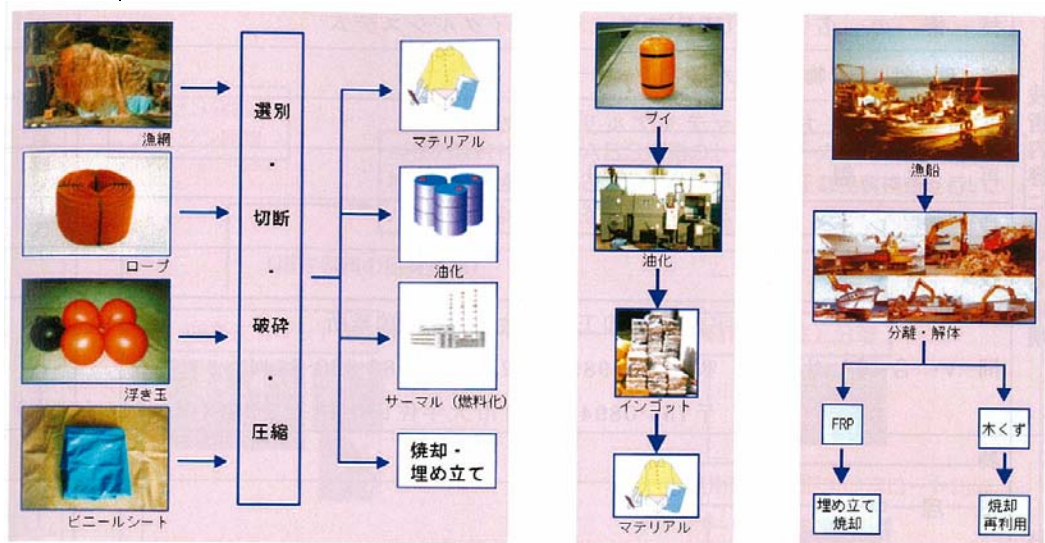 漁網
ロープ
浮き玉
ビニールシート
選別
・
切断
・
破砕
・
圧縮
マテリアル
油化
サーマル（燃料化）
焼却・
埋め立て
ブイ
油化
インゴット
マテリアル
漁船
分離・解体
FRP
木くず
埋め立て
焼却
焼却
再利用